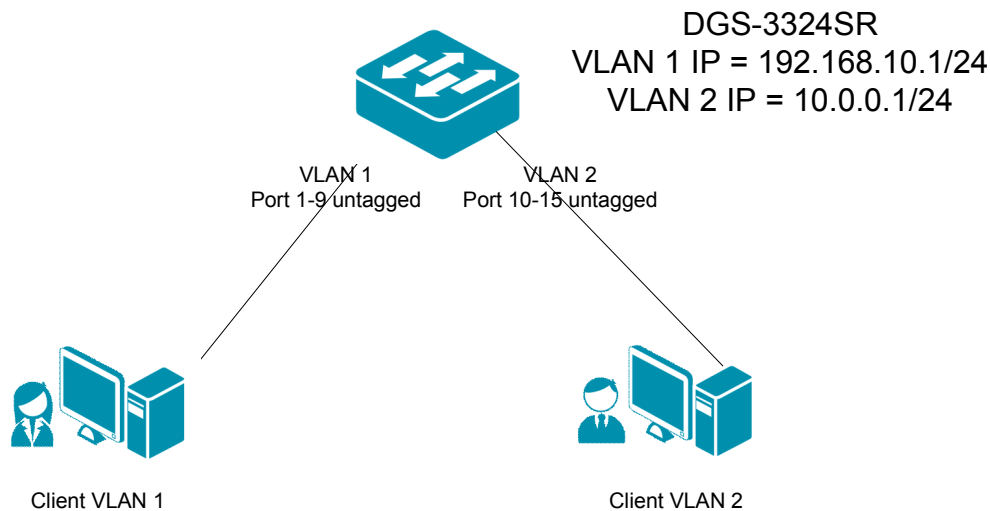 DGS-3324SR
VLAN 1 IP = 192.168.10.1/24
VLAN 2 IP = 10.0.0.1/24
VLAN 1
Port 1-9 untagged
VLAN 2
Port 10-15 untagged
Client VLAN 1
Client VLAN 2